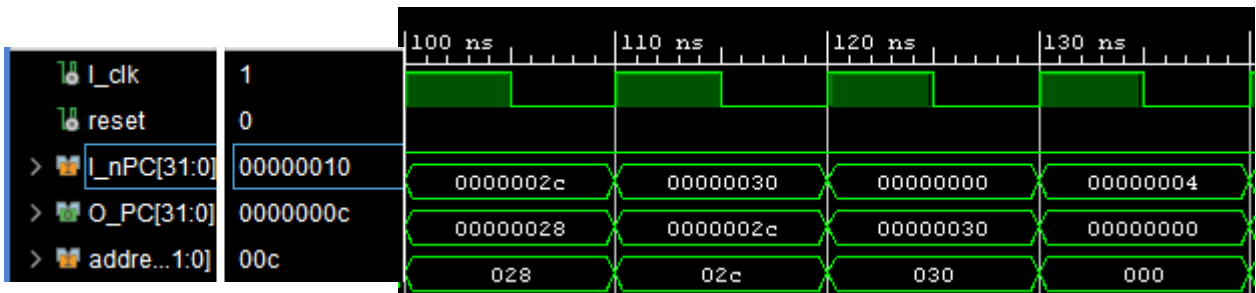 100 ns 110 ns 120 ns 130 ns
I_clk 1
reset 0
I_nPC[31:0] 00000010 0000002c 00000030 00000000 00000004
O_PC[31:0] 0000000c 00000028 0000002c 00000030 00000000
addre...1:0] 00c 028 02c 030 000